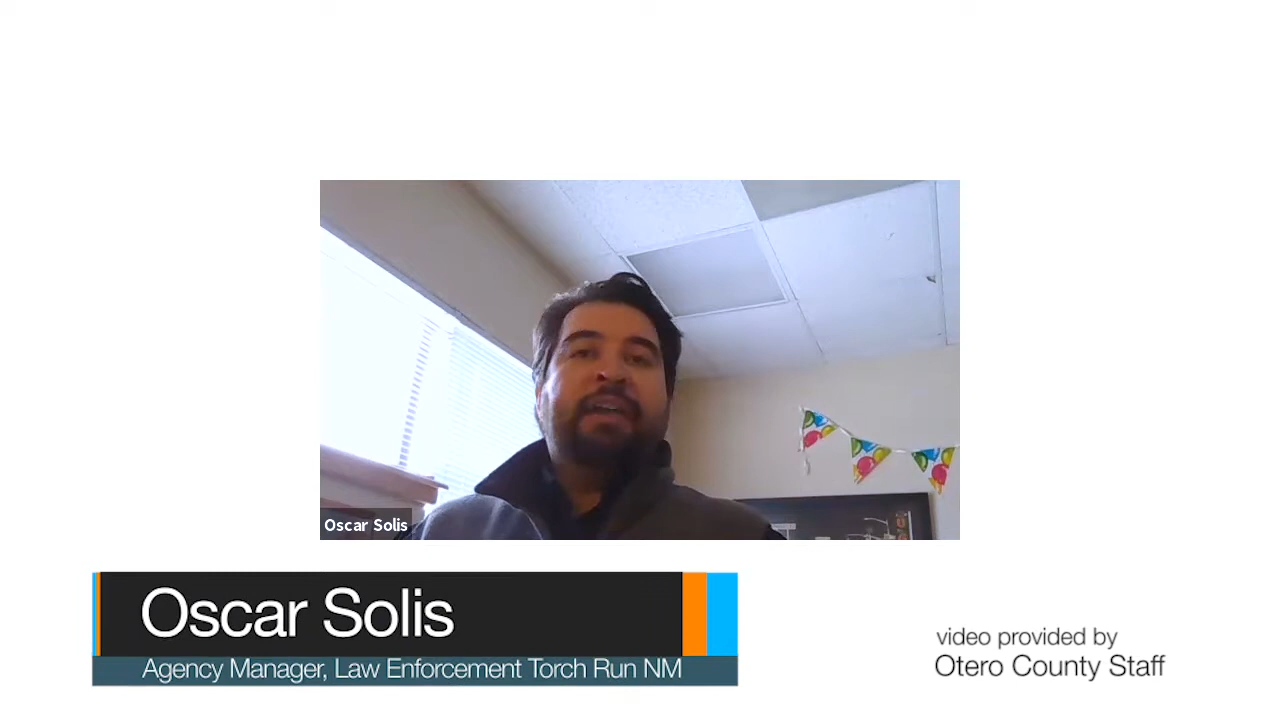 Oscar Solis
Oscar Solis
Agency Manager, Law Enforcement Torch Run NM
video provided by
Otero County Staff